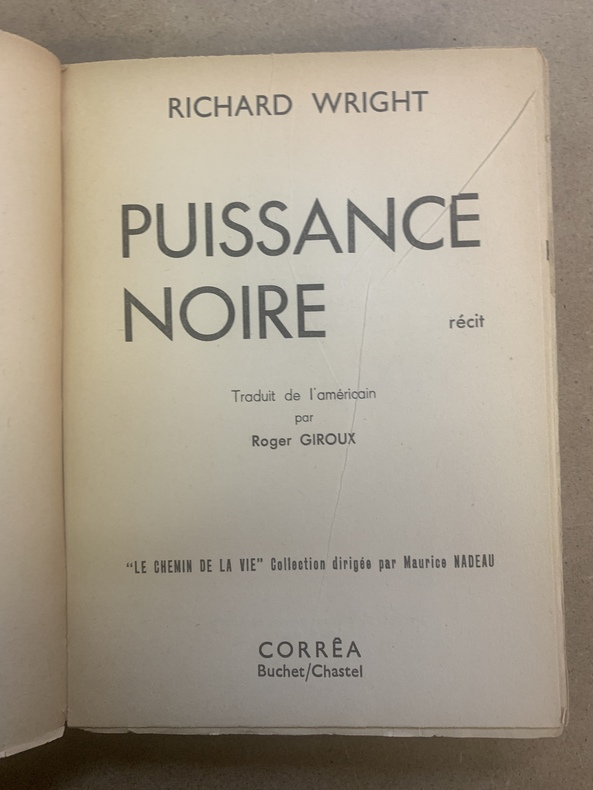 RICHARD WRIGHT
PUISSANCE
NOIRE
récit
Traduit de l'américain
par
Roger GIROUX
"LE CHEMIN DE LA VIE" Collection dirigée par Maurice NADEAU
CORRÊA
Buchet/Chastel